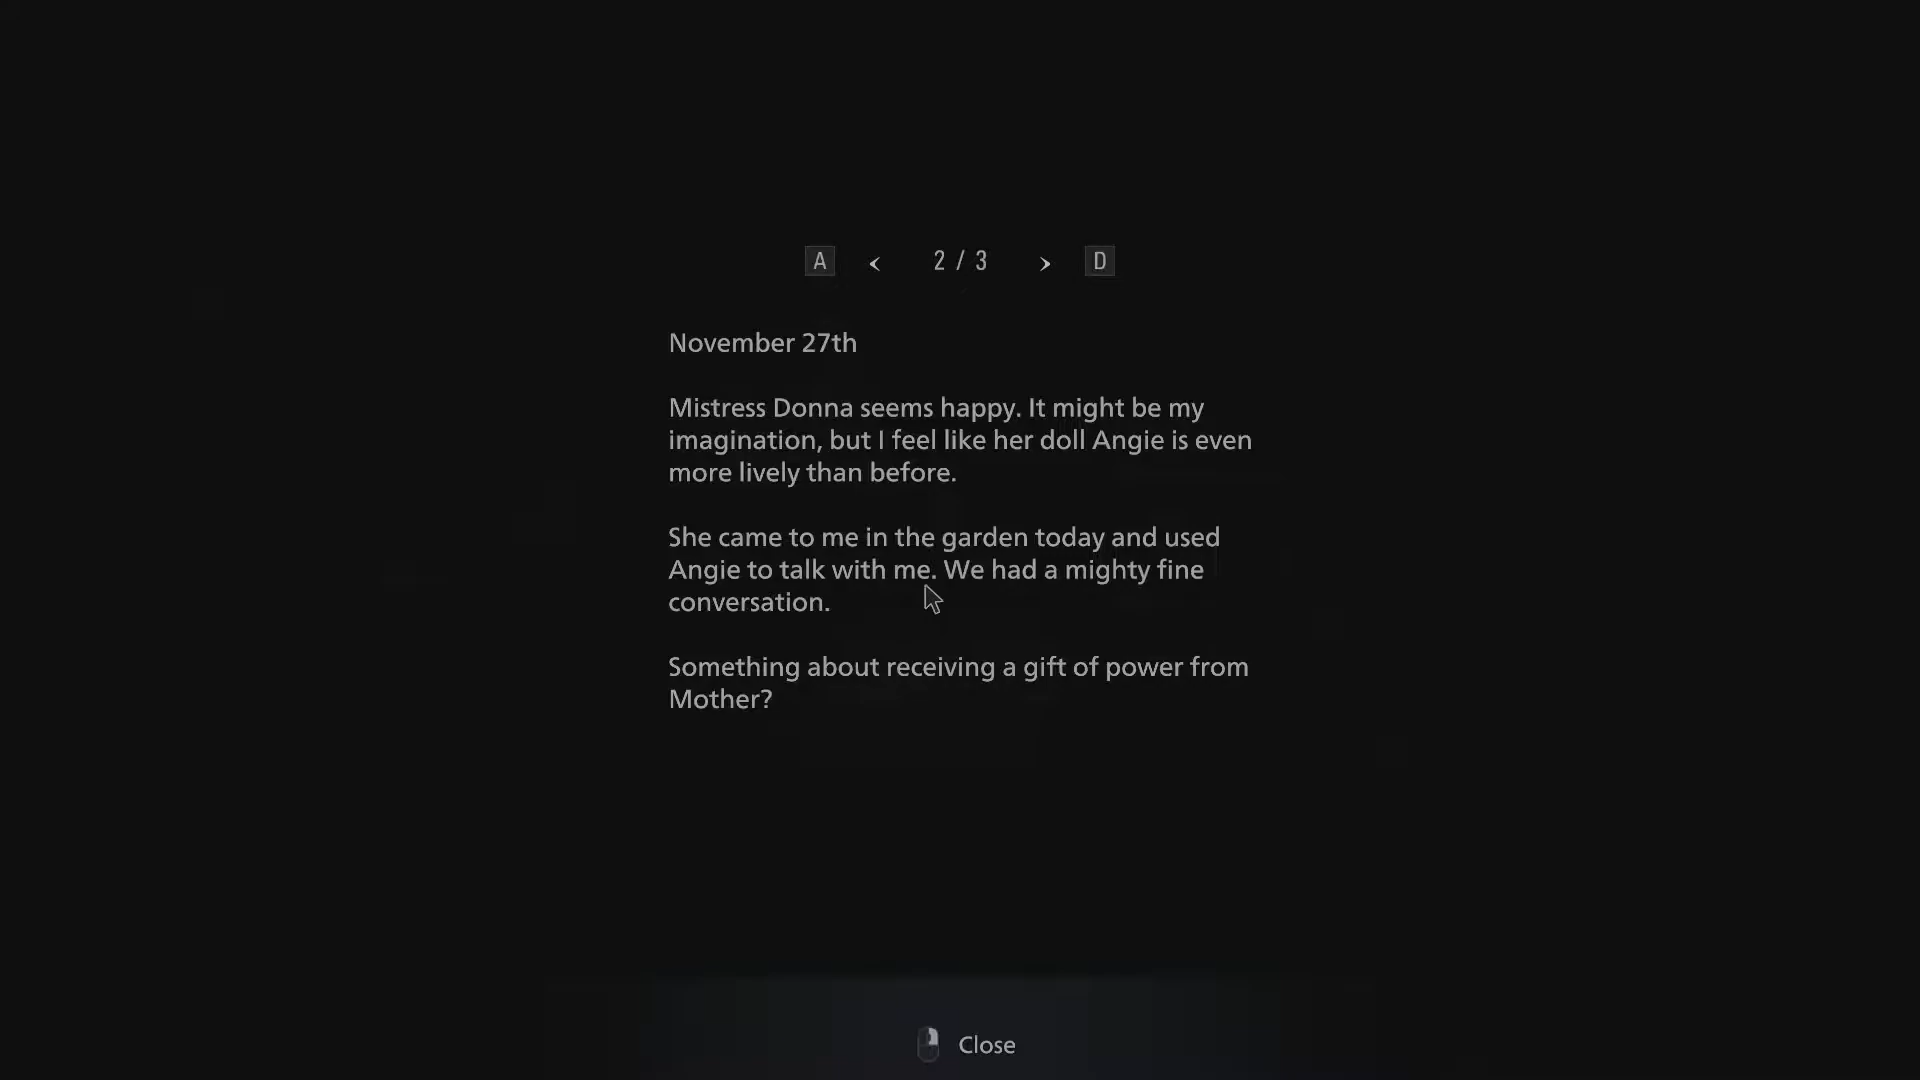 A < 2 / 3 > D
November 27th
Mistress Donna seems happy. It might be my
imagination, but I feel like her doll Angie is even
more lively than before.
She came to me in the garden today and used
Angie to talk with me. We had a mighty fine
conversation.
Something about receiving a gift of power from
Mother?
Close